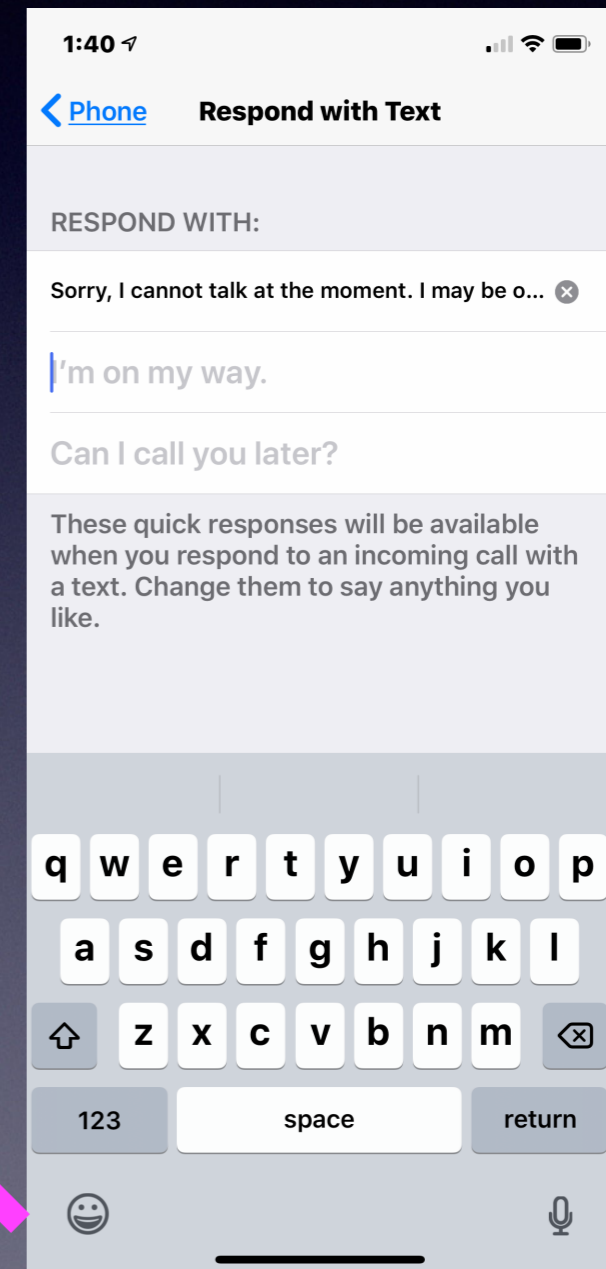 1:40
Phone Respond with Text
RESPOND WITH:
Sorry, I cannot talk at the moment. I may be o...
I'm on my way.
Can I call you later?
These quick responses will be available
when you respond to an incoming call with
a text. Change them to say anything you
like.
q w e r t y u i o p
a s d f g h j k l
z x c v b n m
123 space return